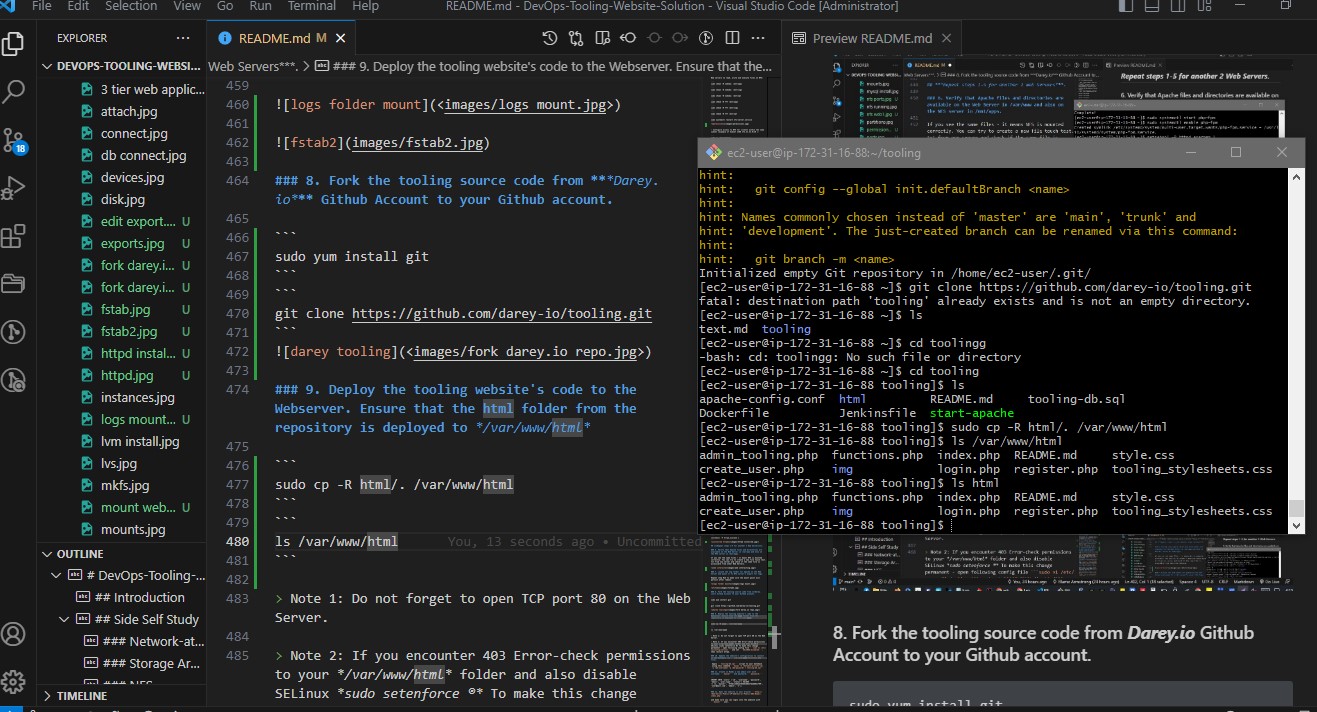 File Edit Selection View Go Run Terminal Help README.md - DevOps-Tooling-Website-Solution - Visual Studio Code [Administrator]
EXPLORER
DEVOPS-TOOLING-WEBSI...
3 tier web applic...
attach.jpg
connect.jpg
db connect.jpg
devices.jpg
disk.jpg
edit export.... U
exports.jpg U
fork darey.i... U
fork darey.i... U
fstab.jpg U
fstab2.jpg U
httpd instal... U
httpd.jpg U
instances.jpg
logs mount... U
lvm install.jpg
lvs.jpg
mkfs.jpg
mount web... U
mounts.jpg
OUTLINE
# DevOps-Tooling-...
## Introduction
## Side Self Study
### Network-at...
### Storage Ar...
### NFS
TIMELINE
18
README.md M
Web Servers***. > ### 9. Deploy the tooling website's code to the Webserver. Ensure that the...
459
460 ![logs folder mount](<images/logs mount.jpg>)
461
462 ![fstab2](images/fstab2.jpg)
463
464 ### 8. Fork the tooling source code from ***Darey.
io*** Github Account to your Github account.
465
466 ```
467 sudo yum install git
468 ```
469 ```
470 git clone https://github.com/darey-io/tooling.git
471 ```
472 ![darey tooling](<images/fork darey.io repo.jpg>)
473
474 ### 9. Deploy the tooling website's code to the
Webserver. Ensure that the html folder from the
repository is deployed to */var/www/html*
475
476 ```
477 sudo cp -R html/. /var/www/html
478 ```
479 ```
480 ls /var/www/html You, 13 seconds ago • Uncommitted
481 ```
482
483 > Note 1: Do not forget to open TCP port 80 on the Web
Server.
484
485 > Note 2: If you encounter 403 Error-check permissions
to your */var/www/html* folder and also disable
SELinux *sudo setenforce 0* To make this change
Preview README.md
Repeat steps 1-5 for another 2 Web Servers.
6. Verify that Apache files and directories are available on
ec2-user@ip-172-31-16-88:~/tooling
hint:
hint:   git config --global init.defaultBranch <name>
hint:
hint: Names commonly chosen instead of 'master' are 'main', 'trunk' and
hint: 'development'. The just-created branch can be renamed via this command:
hint:
hint:   git branch -m <name>
Initialized empty Git repository in /home/ec2-user/.git/
[ec2-user@ip-172-31-16-88 ~]$ git clone https://github.com/darey-io/tooling.git
fatal: destination path 'tooling' already exists and is not an empty directory.
[ec2-user@ip-172-31-16-88 ~]$ ls
text.md  tooling
[ec2-user@ip-172-31-16-88 ~]$ cd toolingg
-bash: cd: toolingg: No such file or directory
[ec2-user@ip-172-31-16-88 ~]$ cd tooling
[ec2-user@ip-172-31-16-88 tooling]$ ls
apache-config.conf  html         README.md     tooling-db.sql
Dockerfile          Jenkinsfile  start-apache
[ec2-user@ip-172-31-16-88 tooling]$ sudo cp -R html/. /var/www/html
[ec2-user@ip-172-31-16-88 tooling]$ ls /var/www/html
admin_tooling.php  functions.php  index.php  README.md     style.css
create_user.php    img            login.php  register.php  tooling_stylesheets.css
[ec2-user@ip-172-31-16-88 tooling]$ ls html
admin_tooling.php  functions.php  index.php  README.md     style.css
create_user.php    img            login.php  register.php  tooling_stylesheets.css
[ec2-user@ip-172-31-16-88 tooling]$
8. Fork the tooling source code from Darey.io Github
Account to your Github account.
sudo yum install git